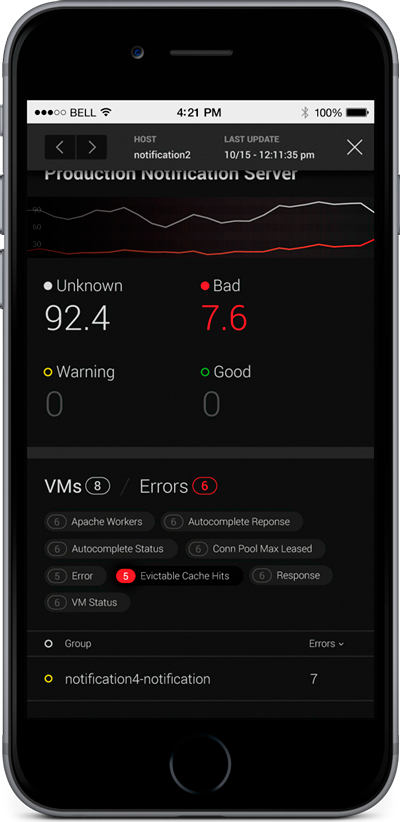 BELL 4:21 PM 100%
HOST LAST UPDATE
notification2 10/15 - 12:11:35 pm
Production Notification Server
90
60
30
Unknown Bad
92.4 7.6
Warning Good
0 0
VMs 8 / Errors 6
6 Apache Workers 6 Autocomplete Reponse
6 Autocomplete Status 6 Conn Pool Max Leased
5 Error 5 Evictable Cache Hits 6 Response
6 VM Status
Group Errors
notification4-notification 7